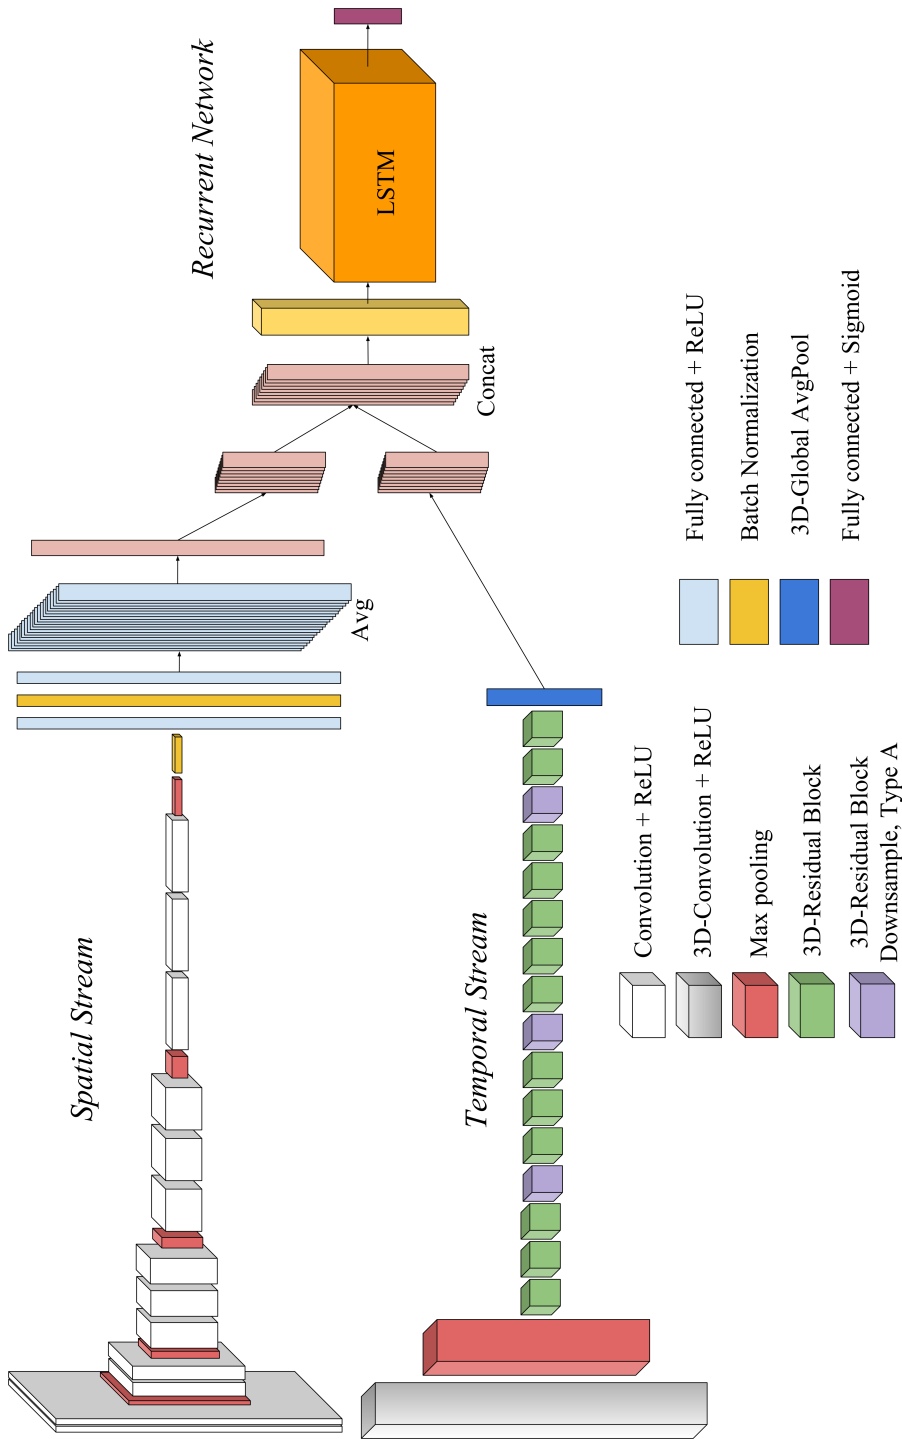 Spatial Stream
Temporal Stream
Recurrent Network
Avg
Concat
LSTM
Convolution + ReLU
3D-Convolution + ReLU
Max pooling
3D-Residual Block
3D-Residual Block
Downsample, Type A
Fully connected + ReLU
Batch Normalization
3D-Global AvgPool
Fully connected + Sigmoid